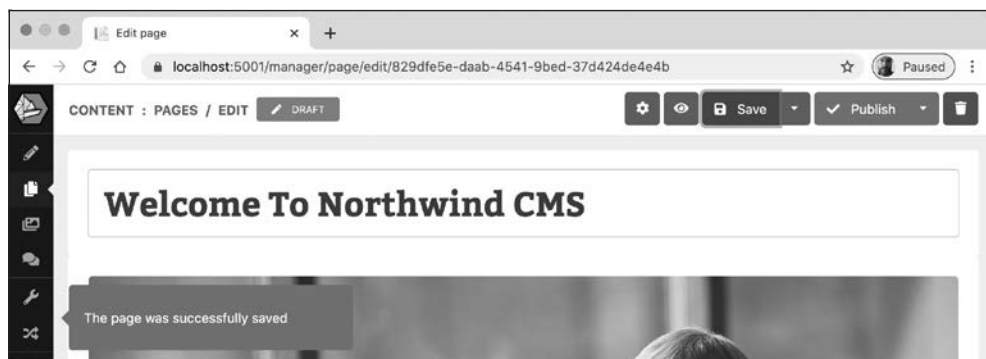 Edit page
localhost:5001/manager/page/edit/829dfe5e-daab-4541-9bed-37d424de4e4b
Paused
CONTENT : PAGES / EDIT
DRAFT
Save
Publish
Welcome To Northwind CMS
The page was successfully saved